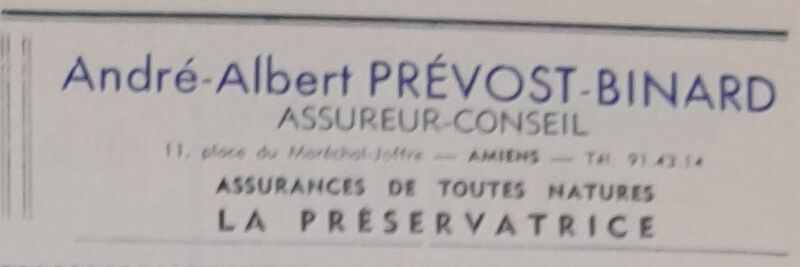 André-Albert PRÉVOST-BINARD
ASSUREUR-CONSEIL
11, place du Maréchal-Joffre — AMIENS — Tél. 91.43.14
ASSURANCES DE TOUTES NATURES
LA PRÉSERVATRICE